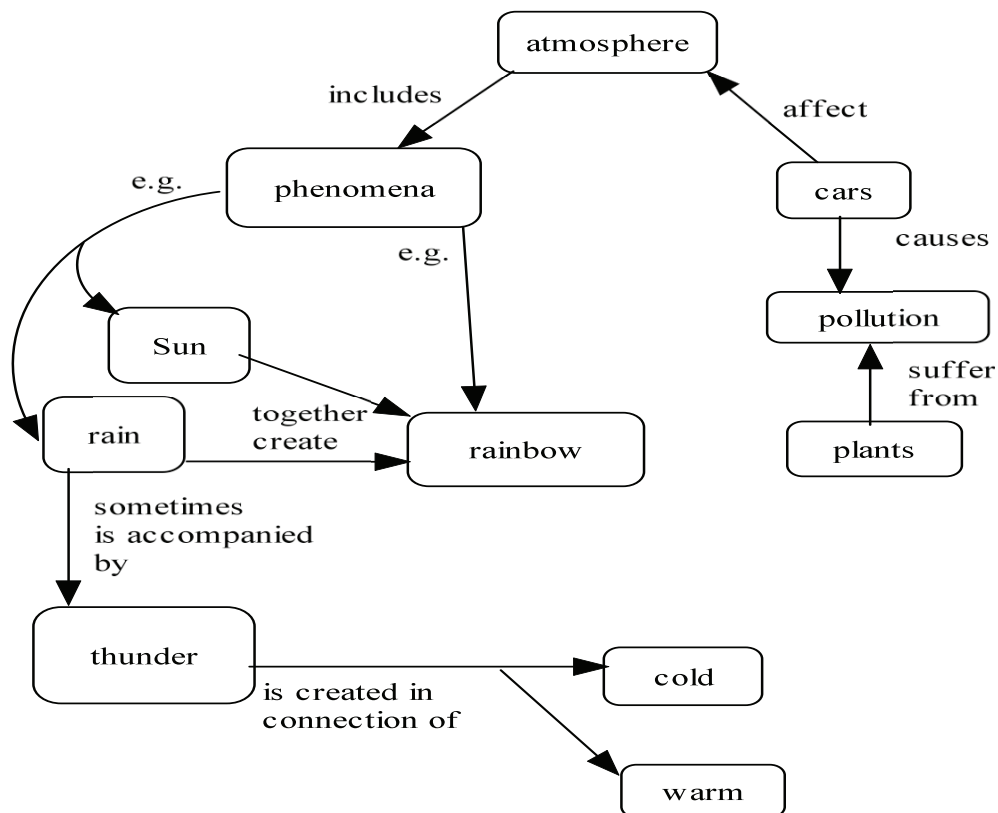 atmosphere
includes
affect
e.g.
phenomena
cars
causes
e.g.
pollution
Sun
suffer
from
together
create
rain
rainbow
plants
sometimes
is accompanied
by
thunder
cold
is created in
connection of
warm